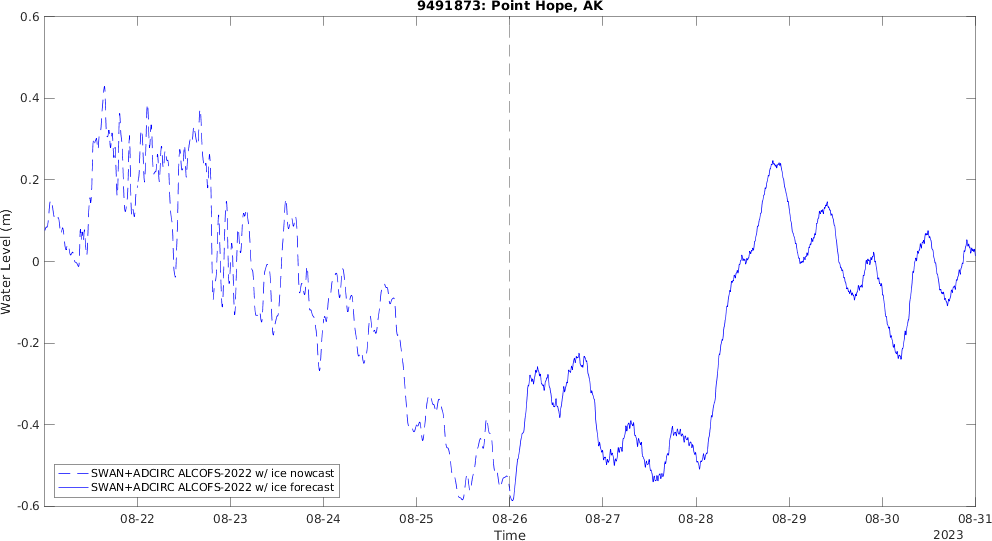 9491873: Point Hope, AK
Water Level (m)
0.6
0.4
0.2
0
-0.2
-0.4
-0.6
SWAN+ADCIRC ALCOFS-2022 w/ ice nowcast
SWAN+ADCIRC ALCOFS-2022 w/ ice forecast
08-22 08-23 08-24 08-25 08-26 08-27 08-28 08-29 08-30 08-31
Time
2023